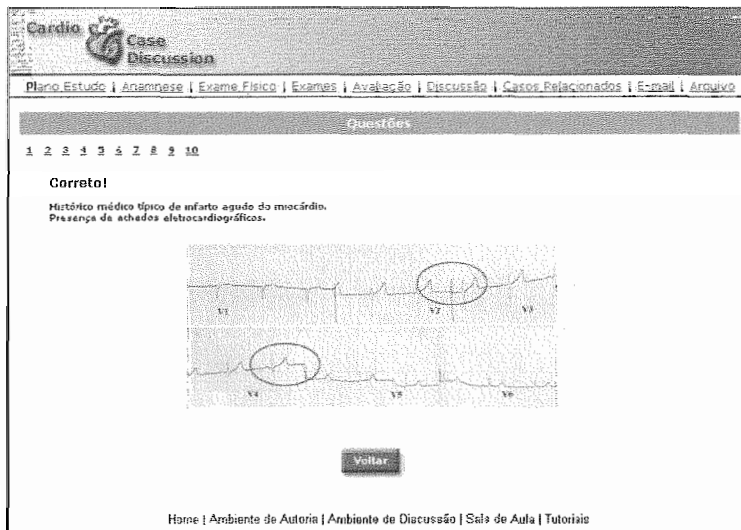 Cardio
Case
Discussion
Plano Estudo | Anamnese | Exame Físico | Exames | Avaliação | Discussão | Casos Relacionados | E-mail | Arquivo
Questões
1 2 3 4 5 6 7 8 9 10
Correto!
Histórico médico típico de infarto agudo do miocárdio.
Presença de achados eletrocardiográficos.
V1 V2 V3
V4 V5 V6
Voltar
Home | Ambiente de Autoria | Ambiente de Discussão | Sala de Aula | Tutoriais